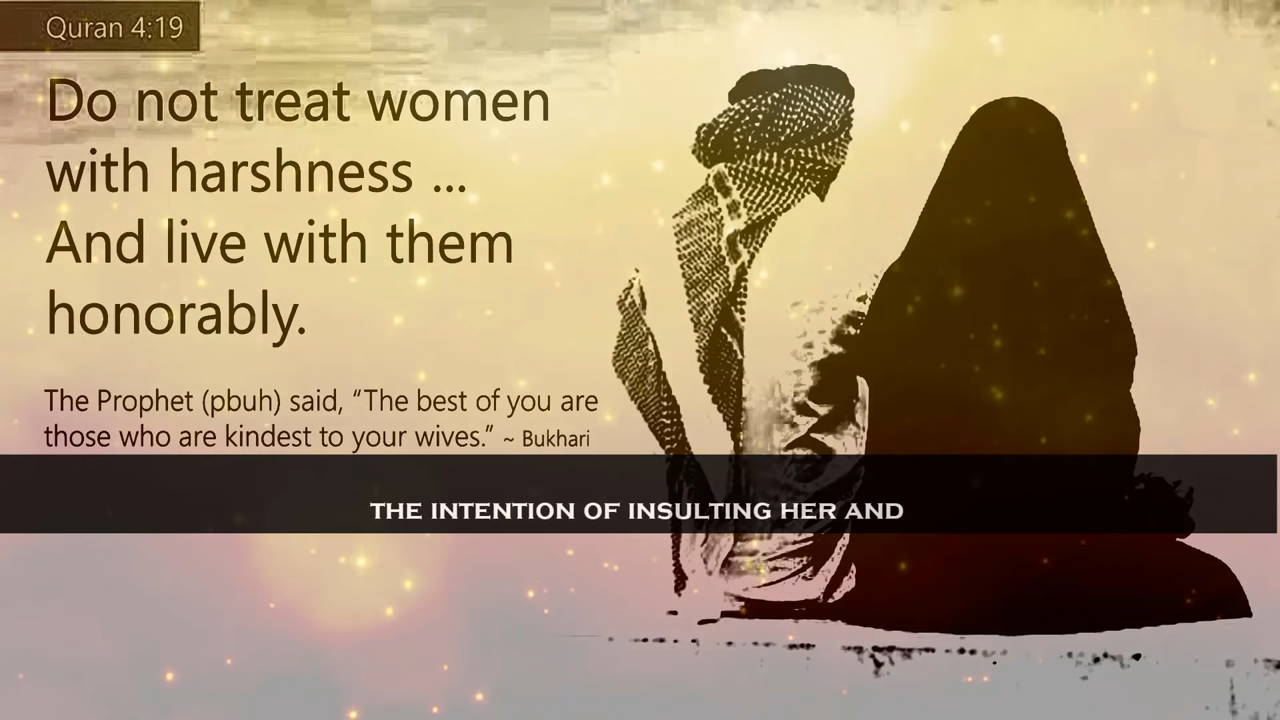 Quran 4:19
Do not treat women
with harshness ...
And live with them
honorably.
The Prophet (pbuh) said, “The best of you are
those who are kindest to your wives.” ~ Bukhari
THE INTENTION OF INSULTING HER AND